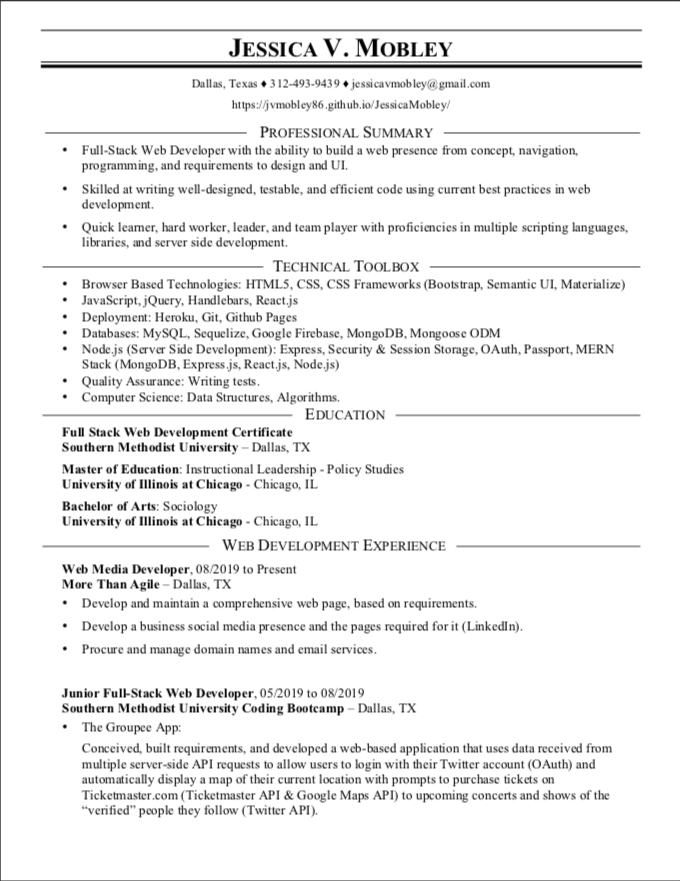 JESSICA V. MOBLEY
Dallas, Texas ♦ 312-493-9439 ♦ jessicavmobley@gmail.com
https://jvmobley86.github.io/JessicaMobley/
PROFESSIONAL SUMMARY
• Full-Stack Web Developer with the ability to build a web presence from concept, navigation,
programming, and requirements to design and UI.
• Skilled at writing well-designed, testable, and efficient code using current best practices in web
development.
• Quick learner, hard worker, leader, and team player with proficiencies in multiple scripting languages,
libraries, and server side development.
TECHNICAL TOOLBOX
• Browser Based Technologies: HTML5, CSS, CSS Frameworks (Bootstrap, Semantic UI, Materialize)
• JavaScript, jQuery, Handlebars, React.js
• Deployment: Heroku, Git, Github Pages
• Databases: MySQL, Sequelize, Google Firebase, MongoDB, Mongoose ODM
• Node.js (Server Side Development): Express, Security & Session Storage, OAuth, Passport, MERN
Stack (MongoDB, Express.js, React.js, Node.js)
• Quality Assurance: Writing tests.
• Computer Science: Data Structures, Algorithms.
EDUCATION
Full Stack Web Development Certificate
Southern Methodist University – Dallas, TX
Master of Education: Instructional Leadership - Policy Studies
University of Illinois at Chicago - Chicago, IL
Bachelor of Arts: Sociology
University of Illinois at Chicago - Chicago, IL
WEB DEVELOPMENT EXPERIENCE
Web Media Developer, 08/2019 to Present
More Than Agile – Dallas, TX
• Develop and maintain a comprehensive web page, based on requirements.
• Develop a business social media presence and the pages required for it (LinkedIn).
• Procure and manage domain names and email services.
Junior Full-Stack Web Developer, 05/2019 to 08/2019
Southern Methodist University Coding Bootcamp – Dallas, TX
• The Groupee App:
Conceived, built requirements, and developed a web-based application that uses data received from
multiple server-side API requests to allow users to login with their Twitter account (OAuth) and
automatically display a map of their current location with prompts to purchase tickets on
Ticketmaster.com (Ticketmaster API & Google Maps API) to upcoming concerts and shows of the
“verified” people they follow (Twitter API).